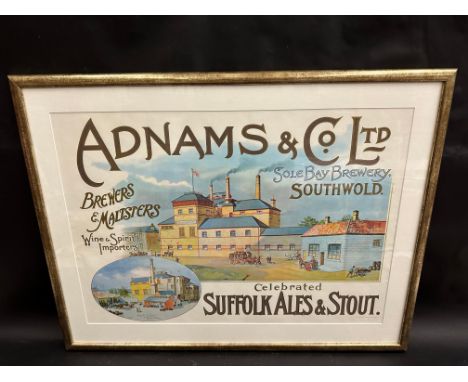 ADNAMS & CO. LTD
SOLE BAY BREWERY,
SOUTHWOLD.
BREWERS
& MALTSTERS
Wine & Spirit
Importers
Celebrated
SUFFOLK ALES & STOUT.